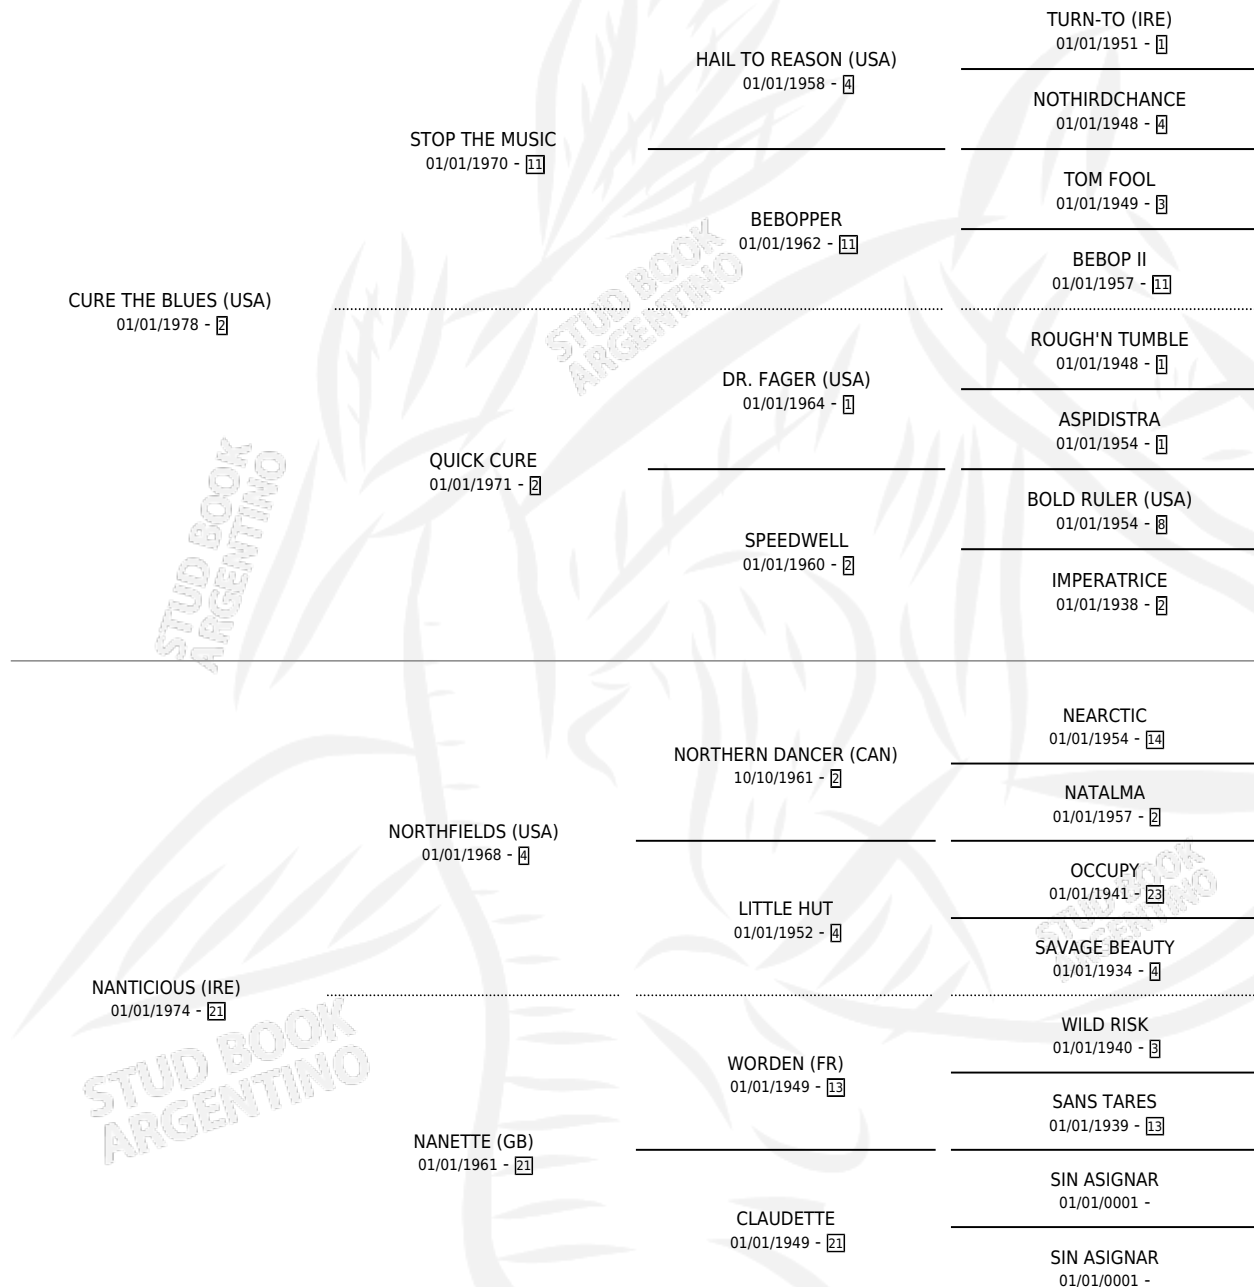 TURN-TO (IRE)
01/01/1951 - 1
HAIL TO REASON (USA)
01/01/1958 - 4
NOTHIRDCHANCE
01/01/1948 - 4
STOP THE MUSIC
01/01/1970 - 11
TOM FOOL
01/01/1949 - 3
BEBOPPER
01/01/1962 - 11
BEBOP II
01/01/1957 - 11
CURE THE BLUES (USA)
01/01/1978 - 2
ROUGH'N TUMBLE
01/01/1948 - 1
DR. FAGER (USA)
01/01/1964 - 1
ASPIDISTRA
01/01/1954 - 1
QUICK CURE
01/01/1971 - 2
BOLD RULER (USA)
01/01/1954 - 8
SPEEDWELL
01/01/1960 - 2
IMPERATRICE
01/01/1938 - 2
NEARCTIC
01/01/1954 - 14
NORTHERN DANCER (CAN)
10/10/1961 - 2
NATALMA
01/01/1957 - 2
NORTHFIELDS (USA)
01/01/1968 - 4
OCCUPY
01/01/1941 - 23
LITTLE HUT
01/01/1952 - 4
SAVAGE BEAUTY
01/01/1934 - 4
NANTICIOUS (IRE)
01/01/1974 - 21
WILD RISK
01/01/1940 - 3
WORDEN (FR)
01/01/1949 - 13
SANS TARES
01/01/1939 - 13
NANETTE (GB)
01/01/1961 - 21
SIN ASIGNAR
01/01/0001 -
CLAUDETTE
01/01/1949 - 21
SIN ASIGNAR
01/01/0001 -
STUD BOOK
ARGENTINO
STUD BOOK
ARGENTINO
STUD BOOK
ARGENTINO
STUD BOOK
ARGENTINO